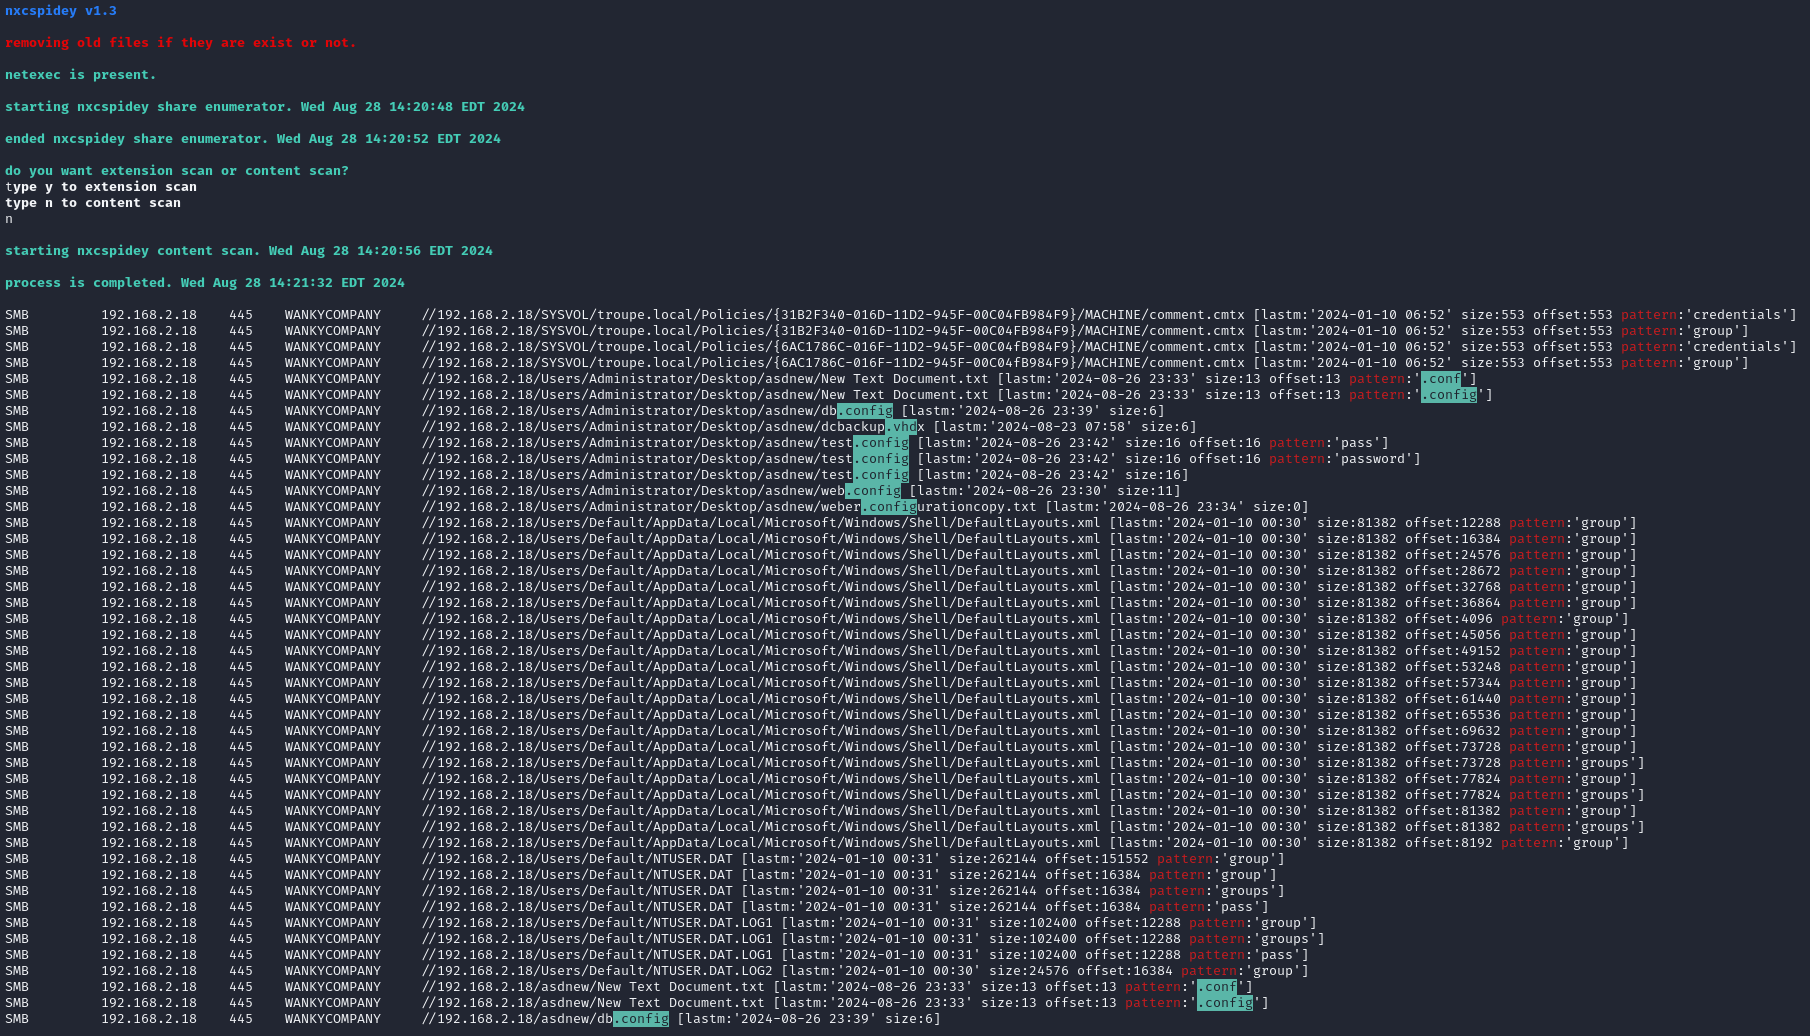 nxcspidey v1.3
removing old files if they are exist or not.
netexec is present.
starting nxcspidey share enumerator. Wed Aug 28 14:20:48 EDT 2024
ended nxcspidey share enumerator. Wed Aug 28 14:20:52 EDT 2024
do you want extension scan or content scan?
type y to extension scan
type n to content scan
n
starting nxcspidey content scan. Wed Aug 28 14:20:56 EDT 2024
process is completed. Wed Aug 28 14:21:32 EDT 2024
SMB 192.168.2.18 445 WANKYCOMPANY //192.168.2.18/SYSVOL/troupe.local/Policies/{31B2F340-016D-11D2-945F-00C04FB984F9}/MACHINE/comment.cmtx [lastm:'2024-01-10 06:52' size:553 offset:553 pattern:'credentials']
SMB 192.168.2.18 445 WANKYCOMPANY //192.168.2.18/SYSVOL/troupe.local/Policies/{31B2F340-016D-11D2-945F-00C04FB984F9}/MACHINE/comment.cmtx [lastm:'2024-01-10 06:52' size:553 offset:553 pattern:'group']
SMB 192.168.2.18 445 WANKYCOMPANY //192.168.2.18/SYSVOL/troupe.local/Policies/{6AC1786C-016F-11D2-945F-00C04fB984F9}/MACHINE/comment.cmtx [lastm:'2024-01-10 06:52' size:553 offset:553 pattern:'credentials']
SMB 192.168.2.18 445 WANKYCOMPANY //192.168.2.18/SYSVOL/troupe.local/Policies/{6AC1786C-016F-11D2-945F-00C04fB984F9}/MACHINE/comment.cmtx [lastm:'2024-01-10 06:52' size:553 offset:553 pattern:'group']
SMB 192.168.2.18 445 WANKYCOMPANY //192.168.2.18/Users/Administrator/Desktop/asdnew/New Text Document.txt [lastm:'2024-08-26 23:33' size:13 offset:13 pattern:'.conf']
SMB 192.168.2.18 445 WANKYCOMPANY //192.168.2.18/Users/Administrator/Desktop/asdnew/New Text Document.txt [lastm:'2024-08-26 23:33' size:13 offset:13 pattern:'.config']
SMB 192.168.2.18 445 WANKYCOMPANY //192.168.2.18/Users/Administrator/Desktop/asdnew/db.config [lastm:'2024-08-26 23:39' size:6]
SMB 192.168.2.18 445 WANKYCOMPANY //192.168.2.18/Users/Administrator/Desktop/asdnew/dcbackup.vhdx [lastm:'2024-08-23 07:58' size:6]
SMB 192.168.2.18 445 WANKYCOMPANY //192.168.2.18/Users/Administrator/Desktop/asdnew/test.config [lastm:'2024-08-26 23:42' size:16 offset:16 pattern:'pass']
SMB 192.168.2.18 445 WANKYCOMPANY //192.168.2.18/Users/Administrator/Desktop/asdnew/test.config [lastm:'2024-08-26 23:42' size:16 offset:16 pattern:'password']
SMB 192.168.2.18 445 WANKYCOMPANY //192.168.2.18/Users/Administrator/Desktop/asdnew/test.config [lastm:'2024-08-26 23:42' size:16]
SMB 192.168.2.18 445 WANKYCOMPANY //192.168.2.18/Users/Administrator/Desktop/asdnew/web.config [lastm:'2024-08-26 23:30' size:11]
SMB 192.168.2.18 445 WANKYCOMPANY //192.168.2.18/Users/Administrator/Desktop/asdnew/weber.configurationcopy.txt [lastm:'2024-08-26 23:34' size:0]
SMB 192.168.2.18 445 WANKYCOMPANY //192.168.2.18/Users/Default/AppData/Local/Microsoft/Windows/Shell/DefaultLayouts.xml [lastm:'2024-01-10 00:30' size:81382 offset:12288 pattern:'group']
SMB 192.168.2.18 445 WANKYCOMPANY //192.168.2.18/Users/Default/AppData/Local/Microsoft/Windows/Shell/DefaultLayouts.xml [lastm:'2024-01-10 00:30' size:81382 offset:16384 pattern:'group']
SMB 192.168.2.18 445 WANKYCOMPANY //192.168.2.18/Users/Default/AppData/Local/Microsoft/Windows/Shell/DefaultLayouts.xml [lastm:'2024-01-10 00:30' size:81382 offset:24576 pattern:'group']
SMB 192.168.2.18 445 WANKYCOMPANY //192.168.2.18/Users/Default/AppData/Local/Microsoft/Windows/Shell/DefaultLayouts.xml [lastm:'2024-01-10 00:30' size:81382 offset:28672 pattern:'group']
SMB 192.168.2.18 445 WANKYCOMPANY //192.168.2.18/Users/Default/AppData/Local/Microsoft/Windows/Shell/DefaultLayouts.xml [lastm:'2024-01-10 00:30' size:81382 offset:32768 pattern:'group']
SMB 192.168.2.18 445 WANKYCOMPANY //192.168.2.18/Users/Default/AppData/Local/Microsoft/Windows/Shell/DefaultLayouts.xml [lastm:'2024-01-10 00:30' size:81382 offset:36864 pattern:'group']
SMB 192.168.2.18 445 WANKYCOMPANY //192.168.2.18/Users/Default/AppData/Local/Microsoft/Windows/Shell/DefaultLayouts.xml [lastm:'2024-01-10 00:30' size:81382 offset:4096 pattern:'group']
SMB 192.168.2.18 445 WANKYCOMPANY //192.168.2.18/Users/Default/AppData/Local/Microsoft/Windows/Shell/DefaultLayouts.xml [lastm:'2024-01-10 00:30' size:81382 offset:45056 pattern:'group']
SMB 192.168.2.18 445 WANKYCOMPANY //192.168.2.18/Users/Default/AppData/Local/Microsoft/Windows/Shell/DefaultLayouts.xml [lastm:'2024-01-10 00:30' size:81382 offset:49152 pattern:'group']
SMB 192.168.2.18 445 WANKYCOMPANY //192.168.2.18/Users/Default/AppData/Local/Microsoft/Windows/Shell/DefaultLayouts.xml [lastm:'2024-01-10 00:30' size:81382 offset:53248 pattern:'group']
SMB 192.168.2.18 445 WANKYCOMPANY //192.168.2.18/Users/Default/AppData/Local/Microsoft/Windows/Shell/DefaultLayouts.xml [lastm:'2024-01-10 00:30' size:81382 offset:57344 pattern:'group']
SMB 192.168.2.18 445 WANKYCOMPANY //192.168.2.18/Users/Default/AppData/Local/Microsoft/Windows/Shell/DefaultLayouts.xml [lastm:'2024-01-10 00:30' size:81382 offset:61440 pattern:'group']
SMB 192.168.2.18 445 WANKYCOMPANY //192.168.2.18/Users/Default/AppData/Local/Microsoft/Windows/Shell/DefaultLayouts.xml [lastm:'2024-01-10 00:30' size:81382 offset:65536 pattern:'group']
SMB 192.168.2.18 445 WANKYCOMPANY //192.168.2.18/Users/Default/AppData/Local/Microsoft/Windows/Shell/DefaultLayouts.xml [lastm:'2024-01-10 00:30' size:81382 offset:69632 pattern:'group']
SMB 192.168.2.18 445 WANKYCOMPANY //192.168.2.18/Users/Default/AppData/Local/Microsoft/Windows/Shell/DefaultLayouts.xml [lastm:'2024-01-10 00:30' size:81382 offset:73728 pattern:'group']
SMB 192.168.2.18 445 WANKYCOMPANY //192.168.2.18/Users/Default/AppData/Local/Microsoft/Windows/Shell/DefaultLayouts.xml [lastm:'2024-01-10 00:30' size:81382 offset:73728 pattern:'groups']
SMB 192.168.2.18 445 WANKYCOMPANY //192.168.2.18/Users/Default/AppData/Local/Microsoft/Windows/Shell/DefaultLayouts.xml [lastm:'2024-01-10 00:30' size:81382 offset:77824 pattern:'group']
SMB 192.168.2.18 445 WANKYCOMPANY //192.168.2.18/Users/Default/AppData/Local/Microsoft/Windows/Shell/DefaultLayouts.xml [lastm:'2024-01-10 00:30' size:81382 offset:77824 pattern:'groups']
SMB 192.168.2.18 445 WANKYCOMPANY //192.168.2.18/Users/Default/AppData/Local/Microsoft/Windows/Shell/DefaultLayouts.xml [lastm:'2024-01-10 00:30' size:81382 offset:81382 pattern:'group']
SMB 192.168.2.18 445 WANKYCOMPANY //192.168.2.18/Users/Default/AppData/Local/Microsoft/Windows/Shell/DefaultLayouts.xml [lastm:'2024-01-10 00:30' size:81382 offset:81382 pattern:'groups']
SMB 192.168.2.18 445 WANKYCOMPANY //192.168.2.18/Users/Default/AppData/Local/Microsoft/Windows/Shell/DefaultLayouts.xml [lastm:'2024-01-10 00:30' size:81382 offset:8192 pattern:'group']
SMB 192.168.2.18 445 WANKYCOMPANY //192.168.2.18/Users/Default/NTUSER.DAT [lastm:'2024-01-10 00:31' size:262144 offset:151552 pattern:'group']
SMB 192.168.2.18 445 WANKYCOMPANY //192.168.2.18/Users/Default/NTUSER.DAT [lastm:'2024-01-10 00:31' size:262144 offset:16384 pattern:'group']
SMB 192.168.2.18 445 WANKYCOMPANY //192.168.2.18/Users/Default/NTUSER.DAT [lastm:'2024-01-10 00:31' size:262144 offset:16384 pattern:'groups']
SMB 192.168.2.18 445 WANKYCOMPANY //192.168.2.18/Users/Default/NTUSER.DAT [lastm:'2024-01-10 00:31' size:262144 offset:16384 pattern:'pass']
SMB 192.168.2.18 445 WANKYCOMPANY //192.168.2.18/Users/Default/NTUSER.DAT.LOG1 [lastm:'2024-01-10 00:31' size:102400 offset:12288 pattern:'group']
SMB 192.168.2.18 445 WANKYCOMPANY //192.168.2.18/Users/Default/NTUSER.DAT.LOG1 [lastm:'2024-01-10 00:31' size:102400 offset:12288 pattern:'groups']
SMB 192.168.2.18 445 WANKYCOMPANY //192.168.2.18/Users/Default/NTUSER.DAT.LOG1 [lastm:'2024-01-10 00:31' size:102400 offset:12288 pattern:'pass']
SMB 192.168.2.18 445 WANKYCOMPANY //192.168.2.18/Users/Default/NTUSER.DAT.LOG2 [lastm:'2024-01-10 00:30' size:24576 offset:16384 pattern:'group']
SMB 192.168.2.18 445 WANKYCOMPANY //192.168.2.18/asdnew/New Text Document.txt [lastm:'2024-08-26 23:33' size:13 offset:13 pattern:'.conf']
SMB 192.168.2.18 445 WANKYCOMPANY //192.168.2.18/asdnew/New Text Document.txt [lastm:'2024-08-26 23:33' size:13 offset:13 pattern:'.config']
SMB 192.168.2.18 445 WANKYCOMPANY //192.168.2.18/asdnew/db.config [lastm:'2024-08-26 23:39' size:6]